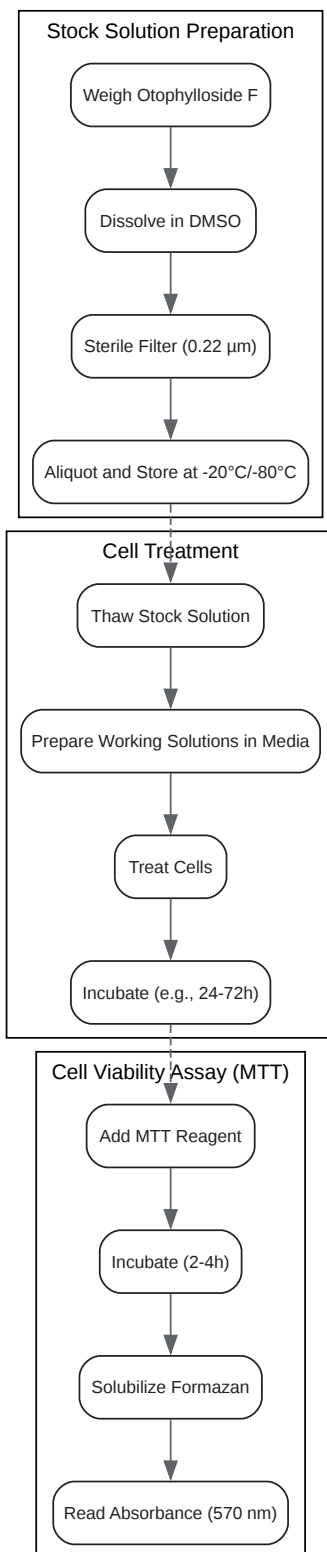 Stock Solution Preparation
Weigh Otophylloside F
Dissolve in DMSO
Sterile Filter (0.22 µm)
Aliquot and Store at -20°C/-80°C
Cell Treatment
Thaw Stock Solution
Prepare Working Solutions in Media
Treat Cells
Incubate (e.g., 24-72h)
Cell Viability Assay (MTT)
Add MTT Reagent
Incubate (2-4h)
Solubilize Formazan
Read Absorbance (570 nm)